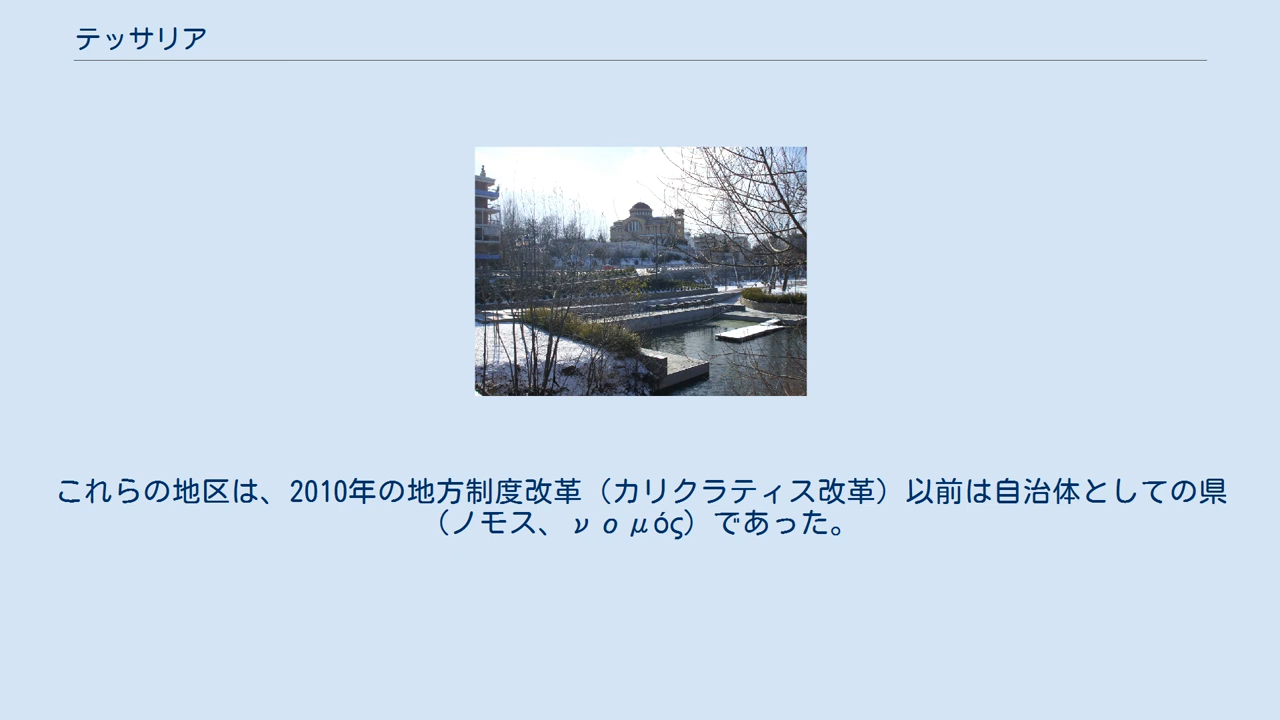 テッサリア
これらの地区は、2010年の地方制度改革（カリクラティス改革）以前は自治体としての県
（ノモス、νομός）であった。